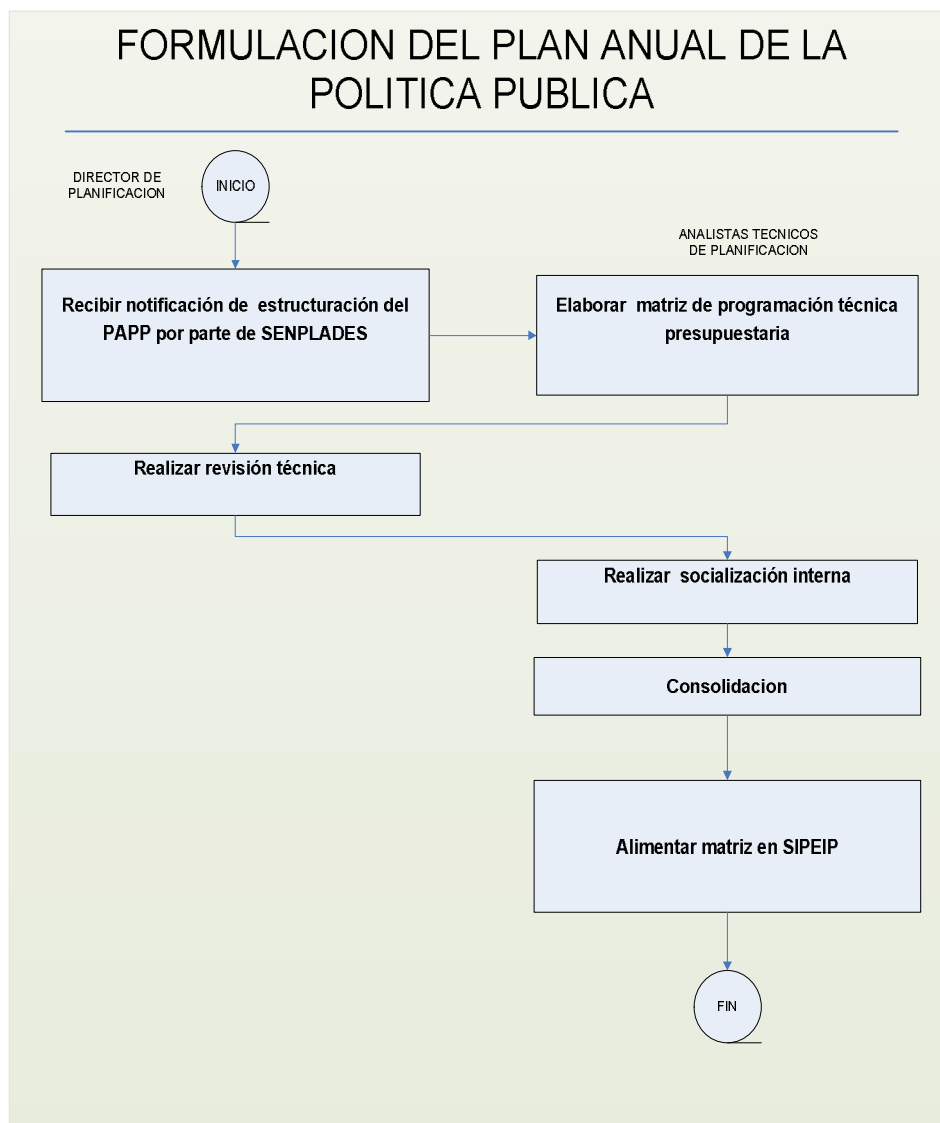 FORMULACION DEL PLAN ANUAL DE LA
POLITICA PUBLICA
DIRECTOR DE
PLANIFICACION
INICIO
ANALISTAS TECNICOS
DE PLANIFICACION
Recibir notificación de estructuración del
PAPP por parte de SENPLADES
Elaborar matriz de programación técnica
presupuestaria
Realizar revisión técnica
Realizar socialización interna
Consolidacion
Alimentar matriz en SIPEIP
FIN